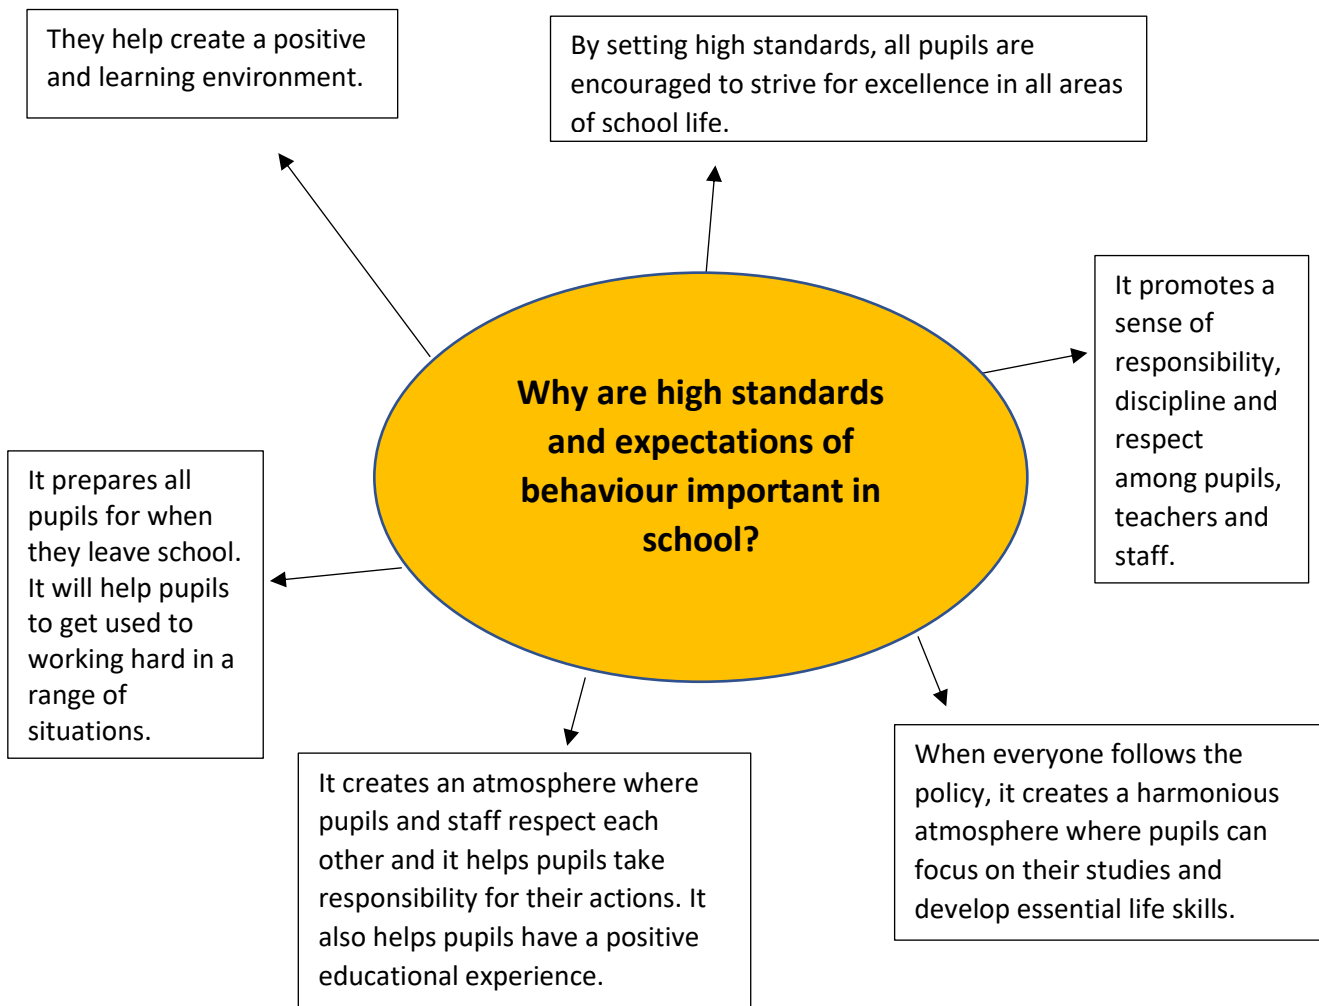 They help create a positive
and learning environment.
By setting high standards, all pupils are
encouraged to strive for excellence in all areas
of school life.
It promotes a
sense of
responsibility,
discipline and
respect
among pupils,
teachers and
staff.
Why are high standards
and expectations of
behaviour important in
school?
It prepares all
pupils for when
they leave school.
It will help pupils
to get used to
working hard in a
range of
situations.
When everyone follows the
policy, it creates a harmonious
atmosphere where pupils can
focus on their studies and
develop essential life skills.
It creates an atmosphere where
pupils and staff respect each
other and it helps pupils take
responsibility for their actions. It
also helps pupils have a positive
educational experience.